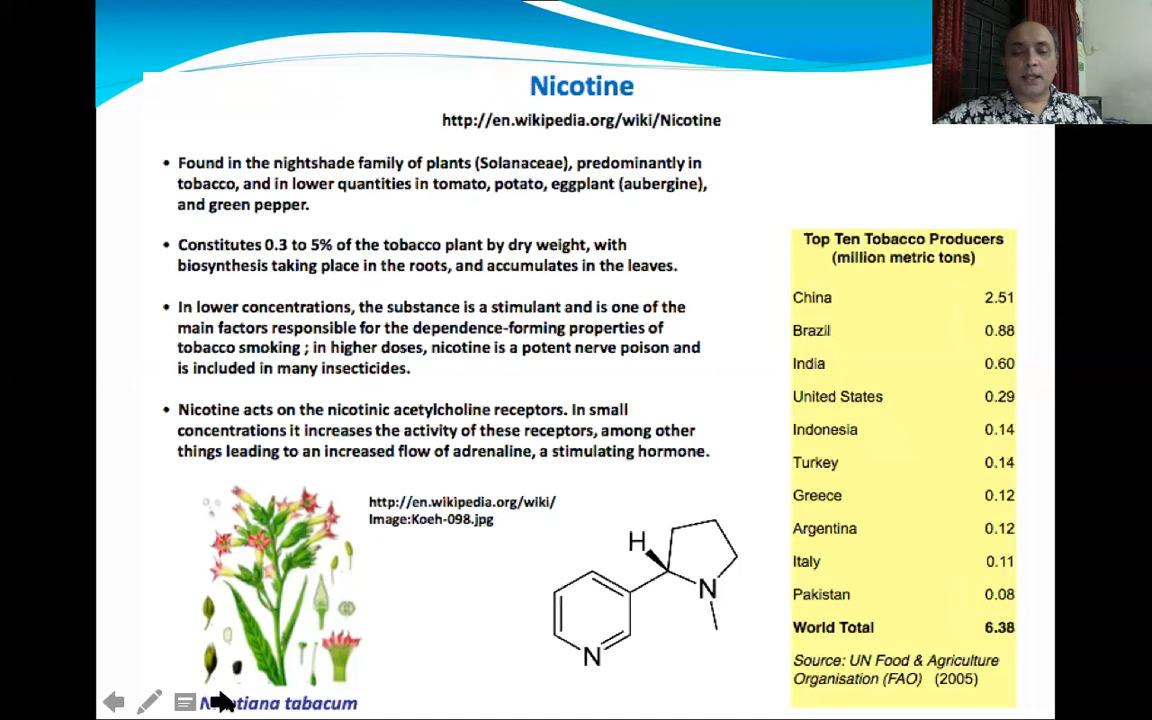 Nicotine
http://en.wikipedia.org/wiki/Nicotine
• Found in the nightshade family of plants (Solanaceae), predominantly in
tobacco, and in lower quantities in tomato, potato, eggplant (aubergine),
and green pepper.
• Constitutes 0.3 to 5% of the tobacco plant by dry weight, with
biosynthesis taking place in the roots, and accumulates in the leaves.
• In lower concentrations, the substance is a stimulant and is one of the
main factors responsible for the dependence-forming properties of
tobacco smoking ; in higher doses, nicotine is a potent nerve poison and
is included in many insecticides.
• Nicotine acts on the nicotinic acetylcholine receptors. In small
concentrations it increases the activity of these receptors, among other
things leading to an increased flow of adrenaline, a stimulating hormone.
http://en.wikipedia.org/wiki/
Image:Koeh-098.jpg
H
N
N
tabacum
Top Ten Tobacco Producers
(million metric tons)
China 2.51
Brazil 0.88
India 0.60
United States 0.29
Indonesia 0.14
Turkey 0.14
Greece 0.12
Argentina 0.12
Italy 0.11
Pakistan 0.08
World Total 6.38
Source: UN Food & Agriculture
Organisation (FAO) (2005)